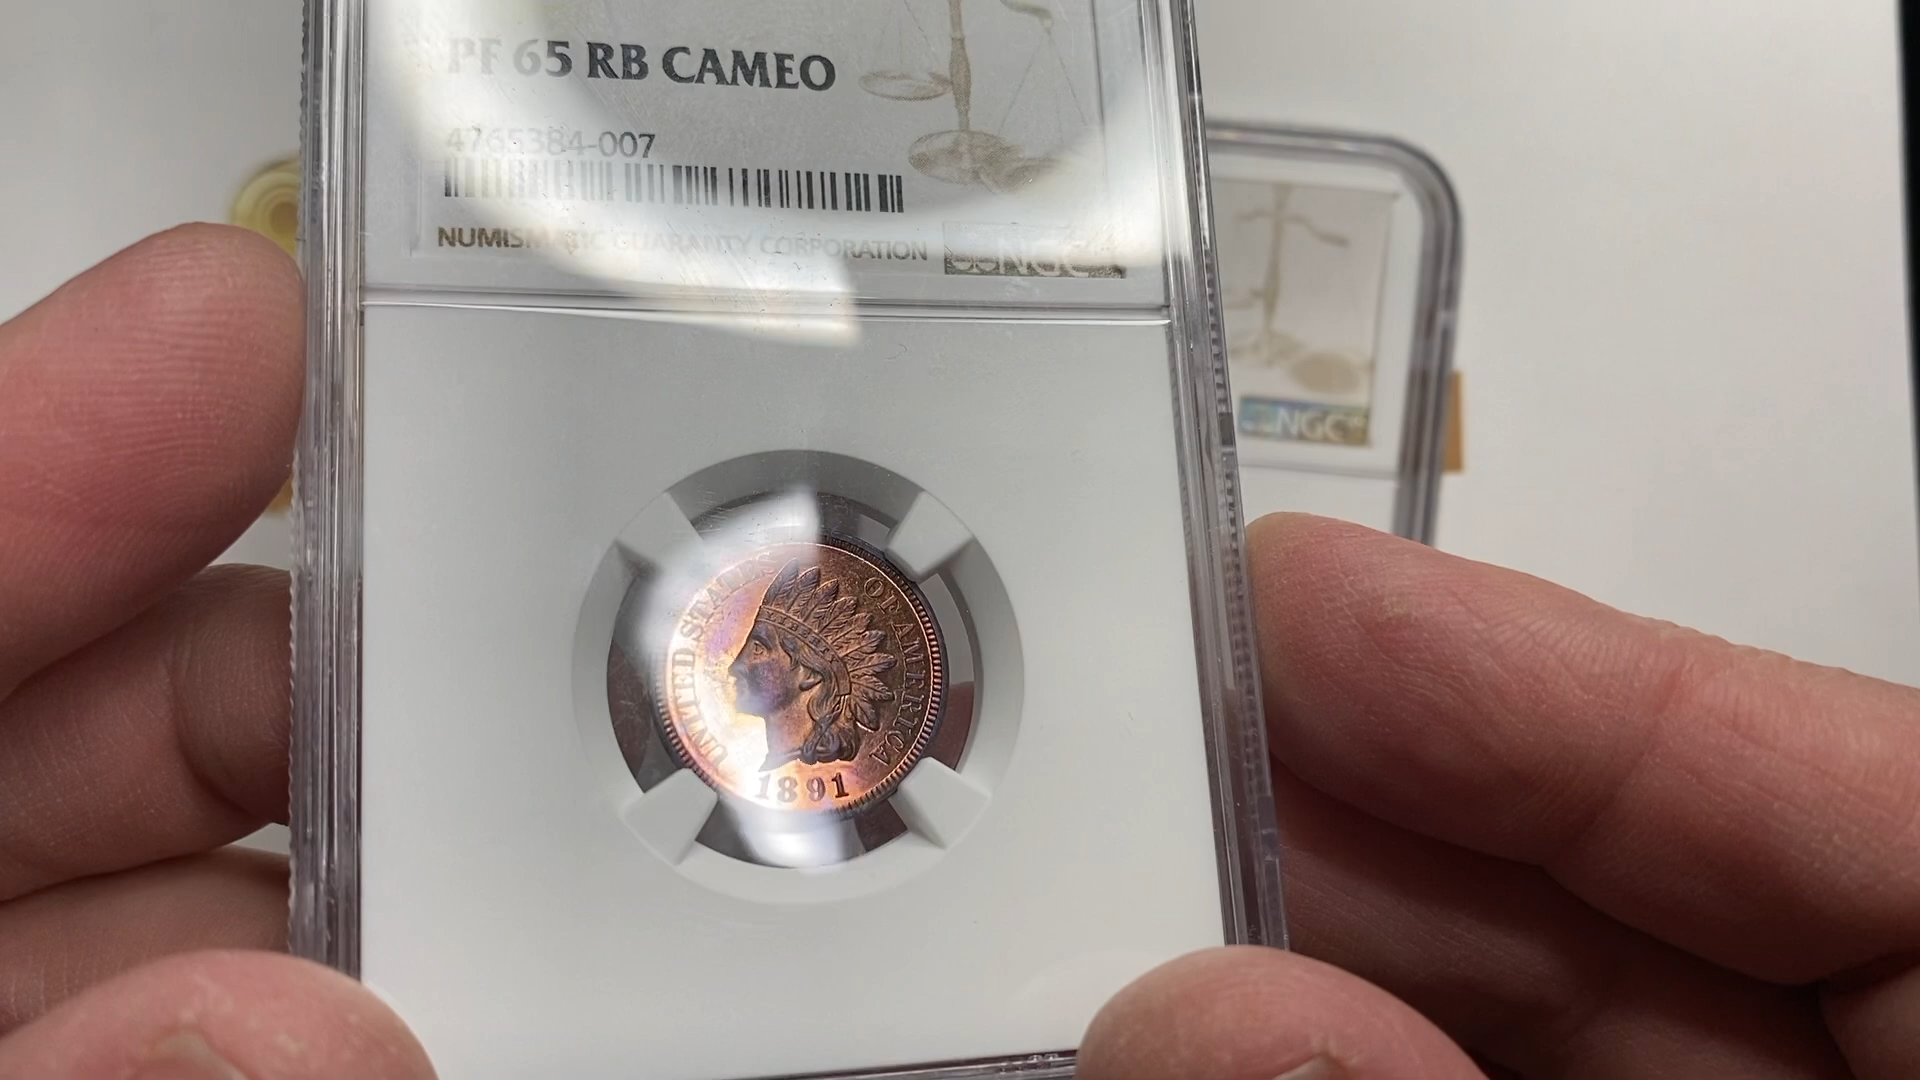 PF 65 RB CAMEO
4765384-007
NUMISMATIC GUARANTY CORPORATION
NGC
NGC
UNITED STATES OF AMERICA
1891